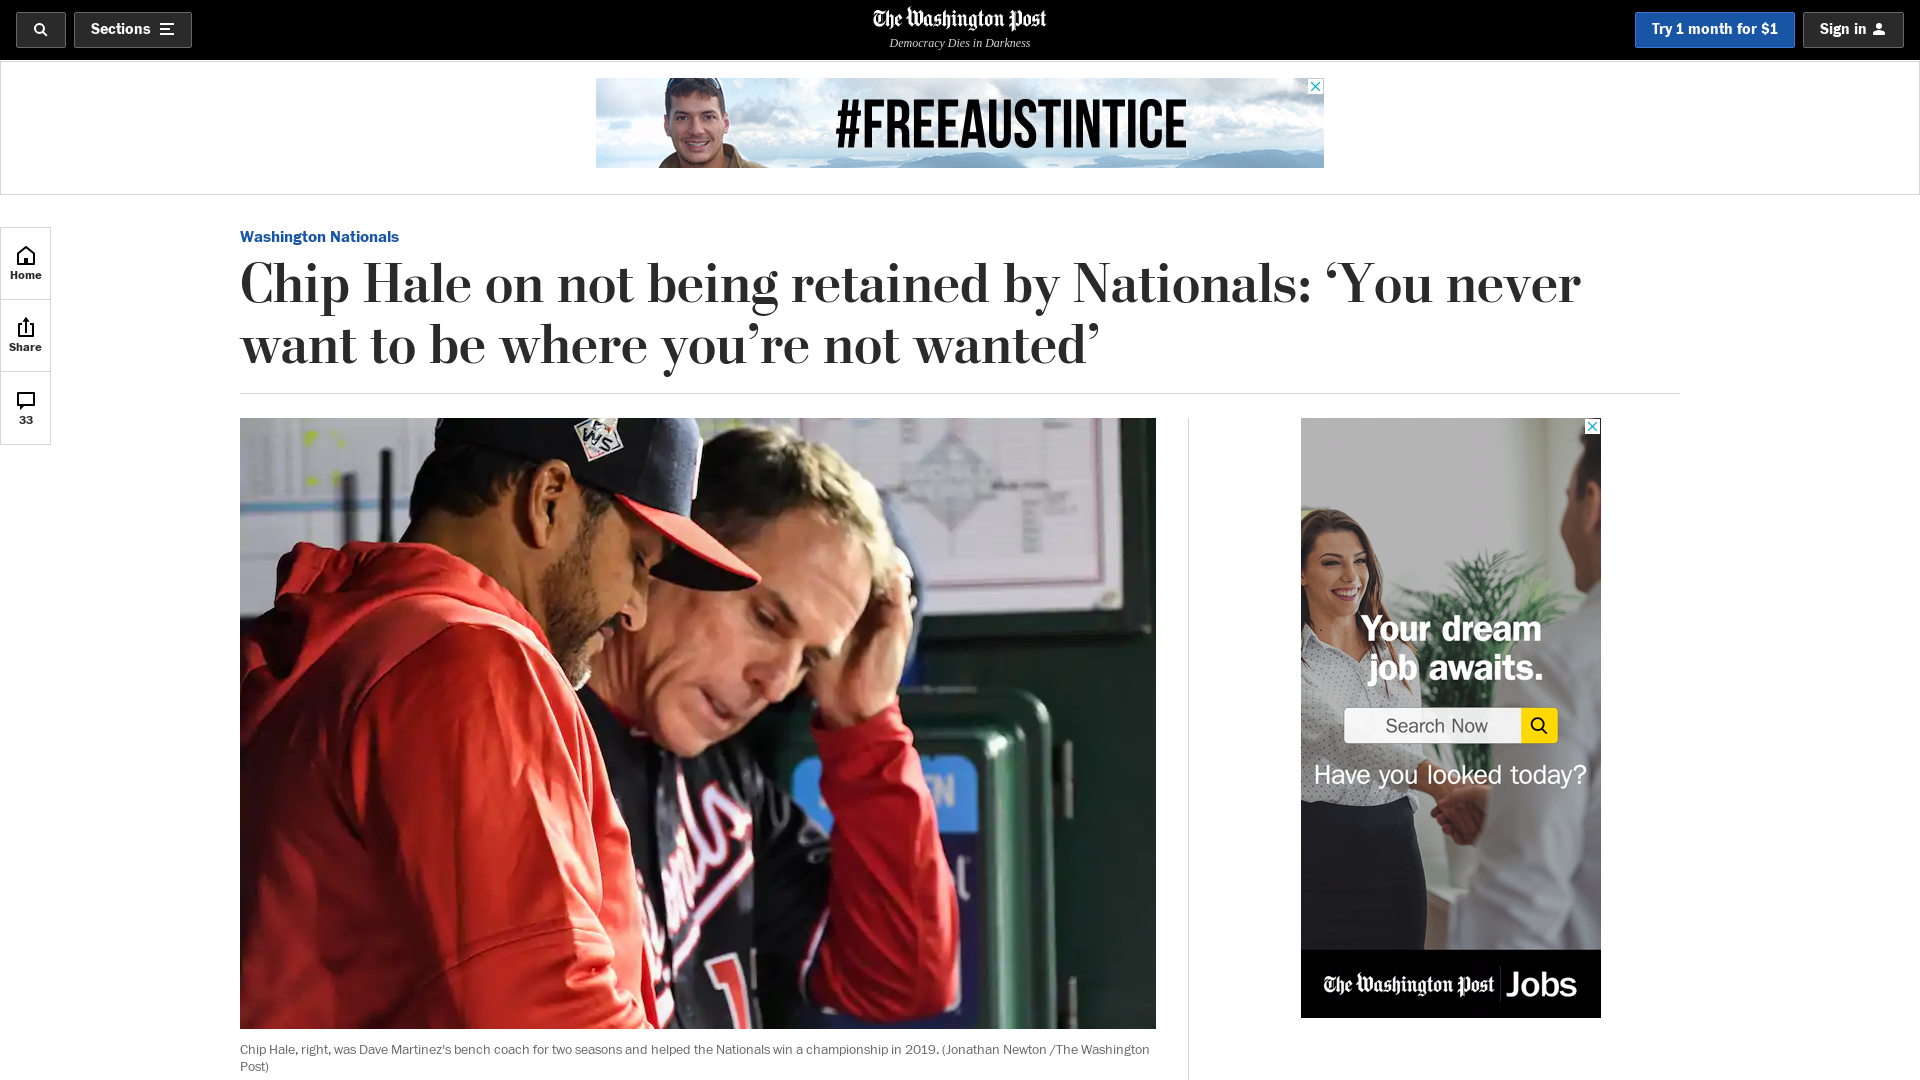 Sections
The Washington Post
Democracy Dies in Darkness
Try 1 month for $1
Sign in
#FREEAUSTINTICE
Home
Share
33
Washington Nationals
Chip Hale on not being retained by Nationals: ‘You never
want to be where you’re not wanted’
WS
Chip Hale, right, was Dave Martinez's bench coach for two seasons and helped the Nationals win a championship in 2019. (Jonathan Newton /The Washington
Post)
Your dream
job awaits.
Search Now
Have you looked today?
The Washington Post Jobs